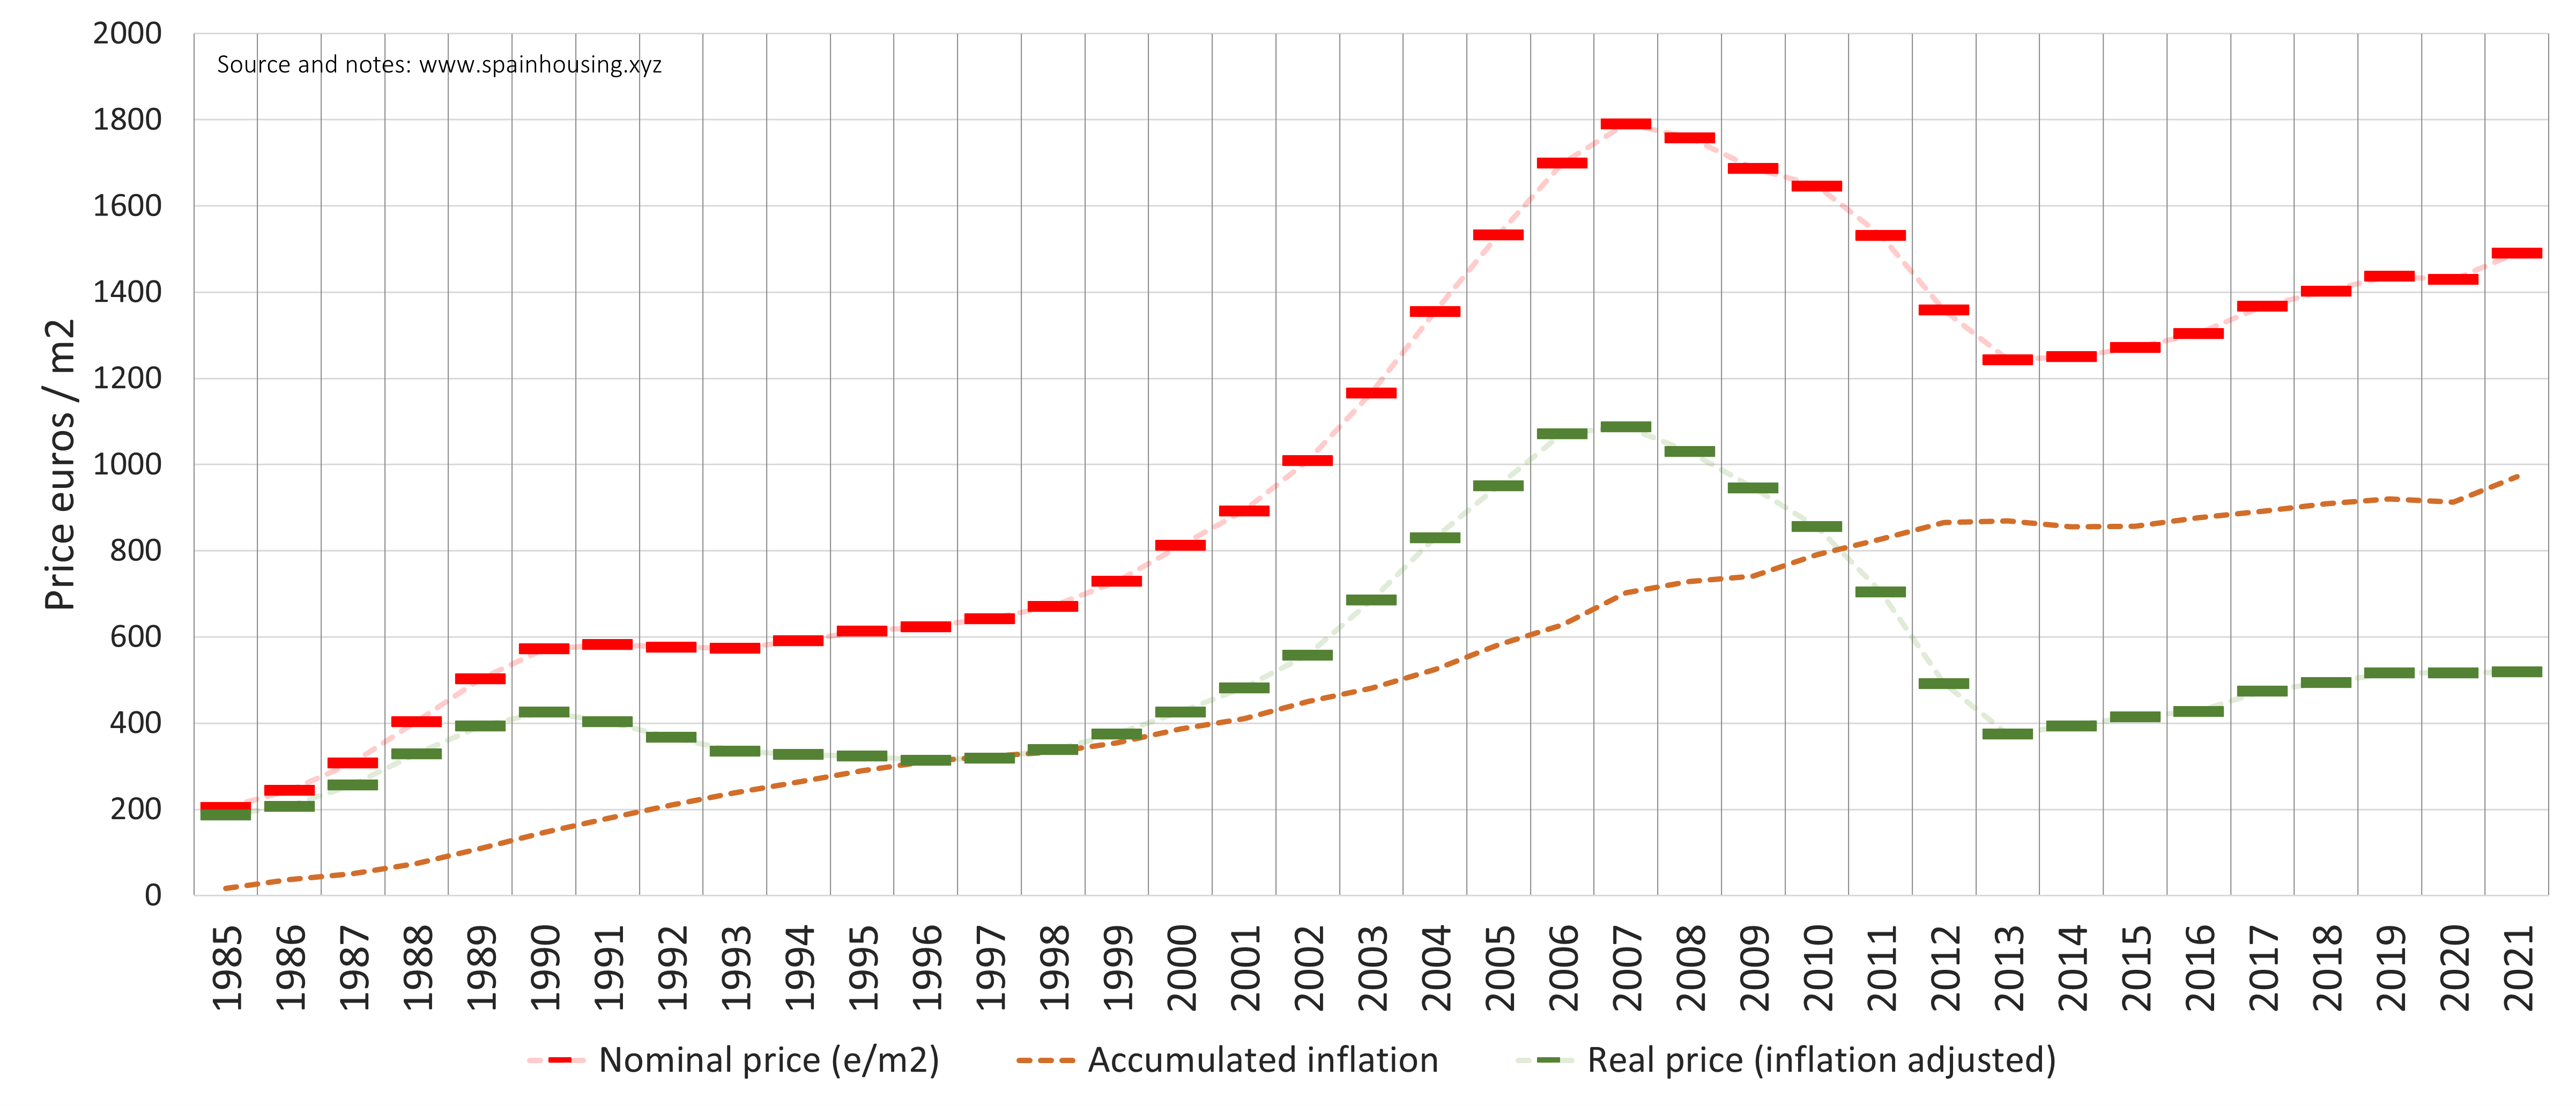 2000
Source and notes: www.spainhousing.xyz
1800
1600
1400
1200
1000
800
600
400
200
0
Price euros / m2
1985 1986 1987 1988 1989 1990 1991 1992 1993 1994 1995 1996 1997 1998 1999 2000 2001 2002 2003 2004 2005 2006 2007 2008 2009 2010 2011 2012 2013 2014 2015 2016 2017 2018 2019 2020 2021
Nominal price (e/m2) Accumulated inflation Real price (inflation adjusted)